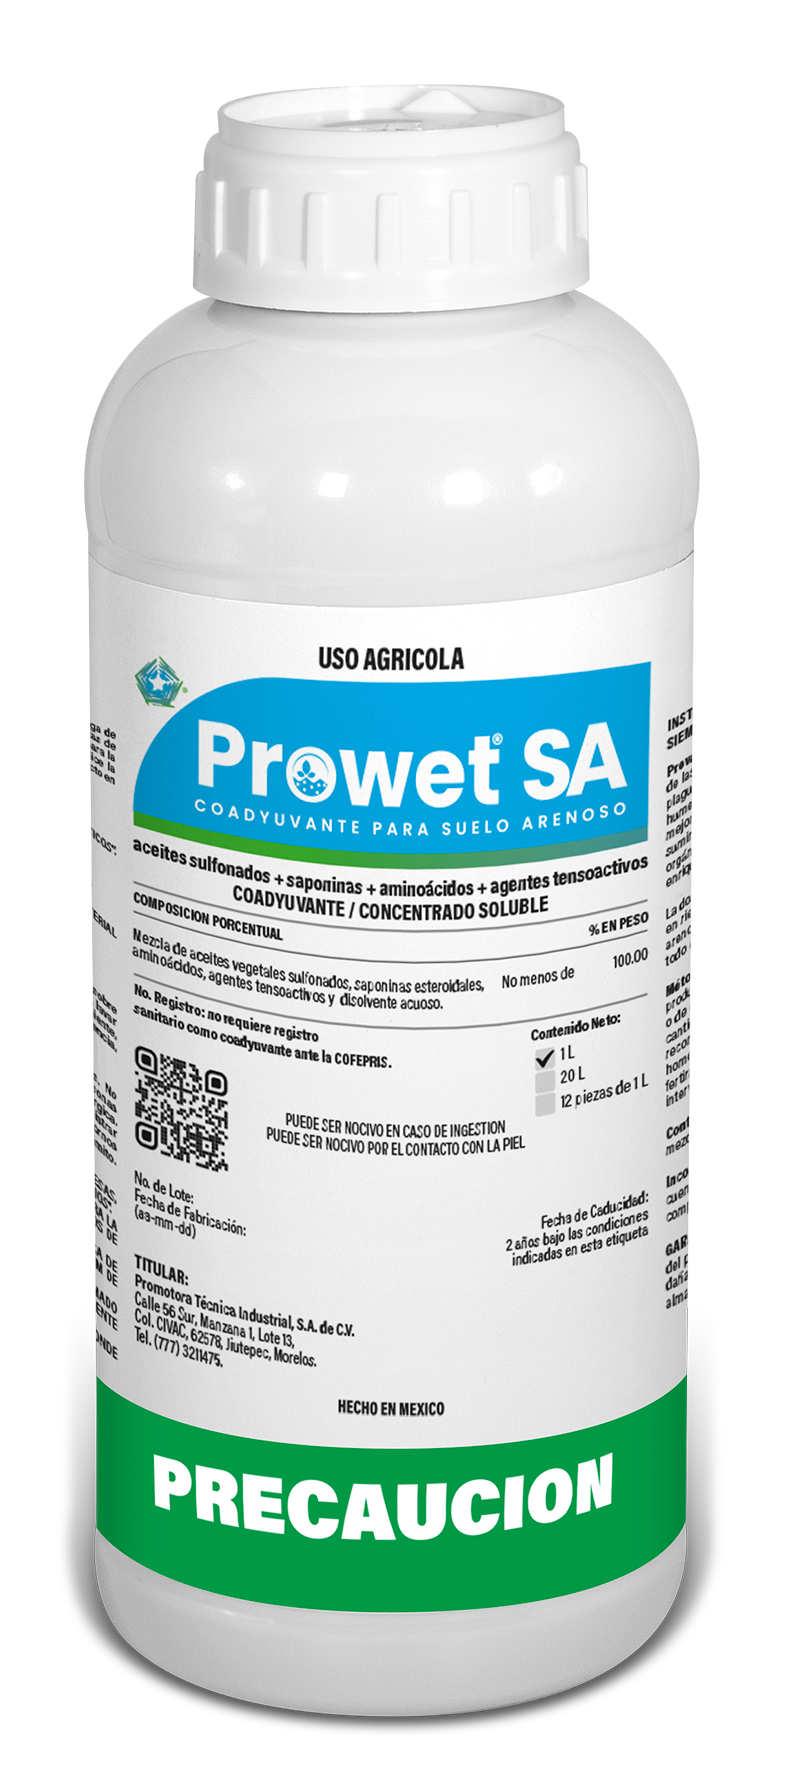 USO AGRICOLA
Prowet® SA
COADYUVANTE PARA SUELO ARENOSO
aceites sulfonados + saponinas + aminoácidos + agentes tensoactivos
COADYUVANTE / CONCENTRADO SOLUBLE
COMPOSICION PORCENTUAL
% EN PESO
Mezcla de aceites vegetales sulfonados, saponinas esteroidales,
aminoácidos, agentes tensoactivos y disolvente acuoso.
No menos de
100.00
No. Registro: no requiere registro
sanitario como coadyuvante ante la COFEPRIS.
Contenido Neto:
1 L
20 L
12 piezas de 1 L
PUEDE SER NOCIVO EN CASO DE INGESTION
PUEDE SER NOCIVO POR EL CONTACTO CON LA PIEL
No. de Lote:
Fecha de Fabricación:
(aa-mm-dd)
Fecha de Caducidad:
2 años bajo las condiciones
indicadas en esta etiqueta
TITULAR:
Promotora Técnica Industrial, S.A. de C.V.
Calle 56 Sur, Manzana 1, Lote 13,
Col. CIVAC, 62578, Jiutepec, Morelos.
Tel. (777) 3211475.
HECHO EN MEXICO
PRECAUCION